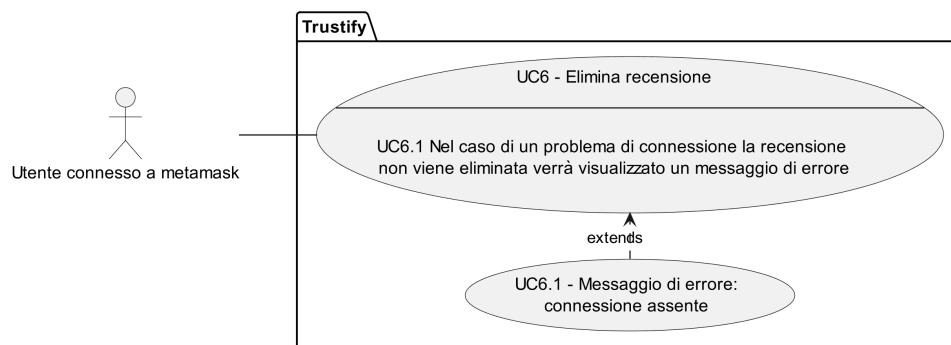 Trustify
UC6 - Elimina recensione
UC6.1 Nel caso di un problema di connessione la recensione
non viene eliminata verrà visualizzato un messaggio di errore
Utente connesso a metamask
extends
UC6.1 - Messaggio di errore:
connessione assente